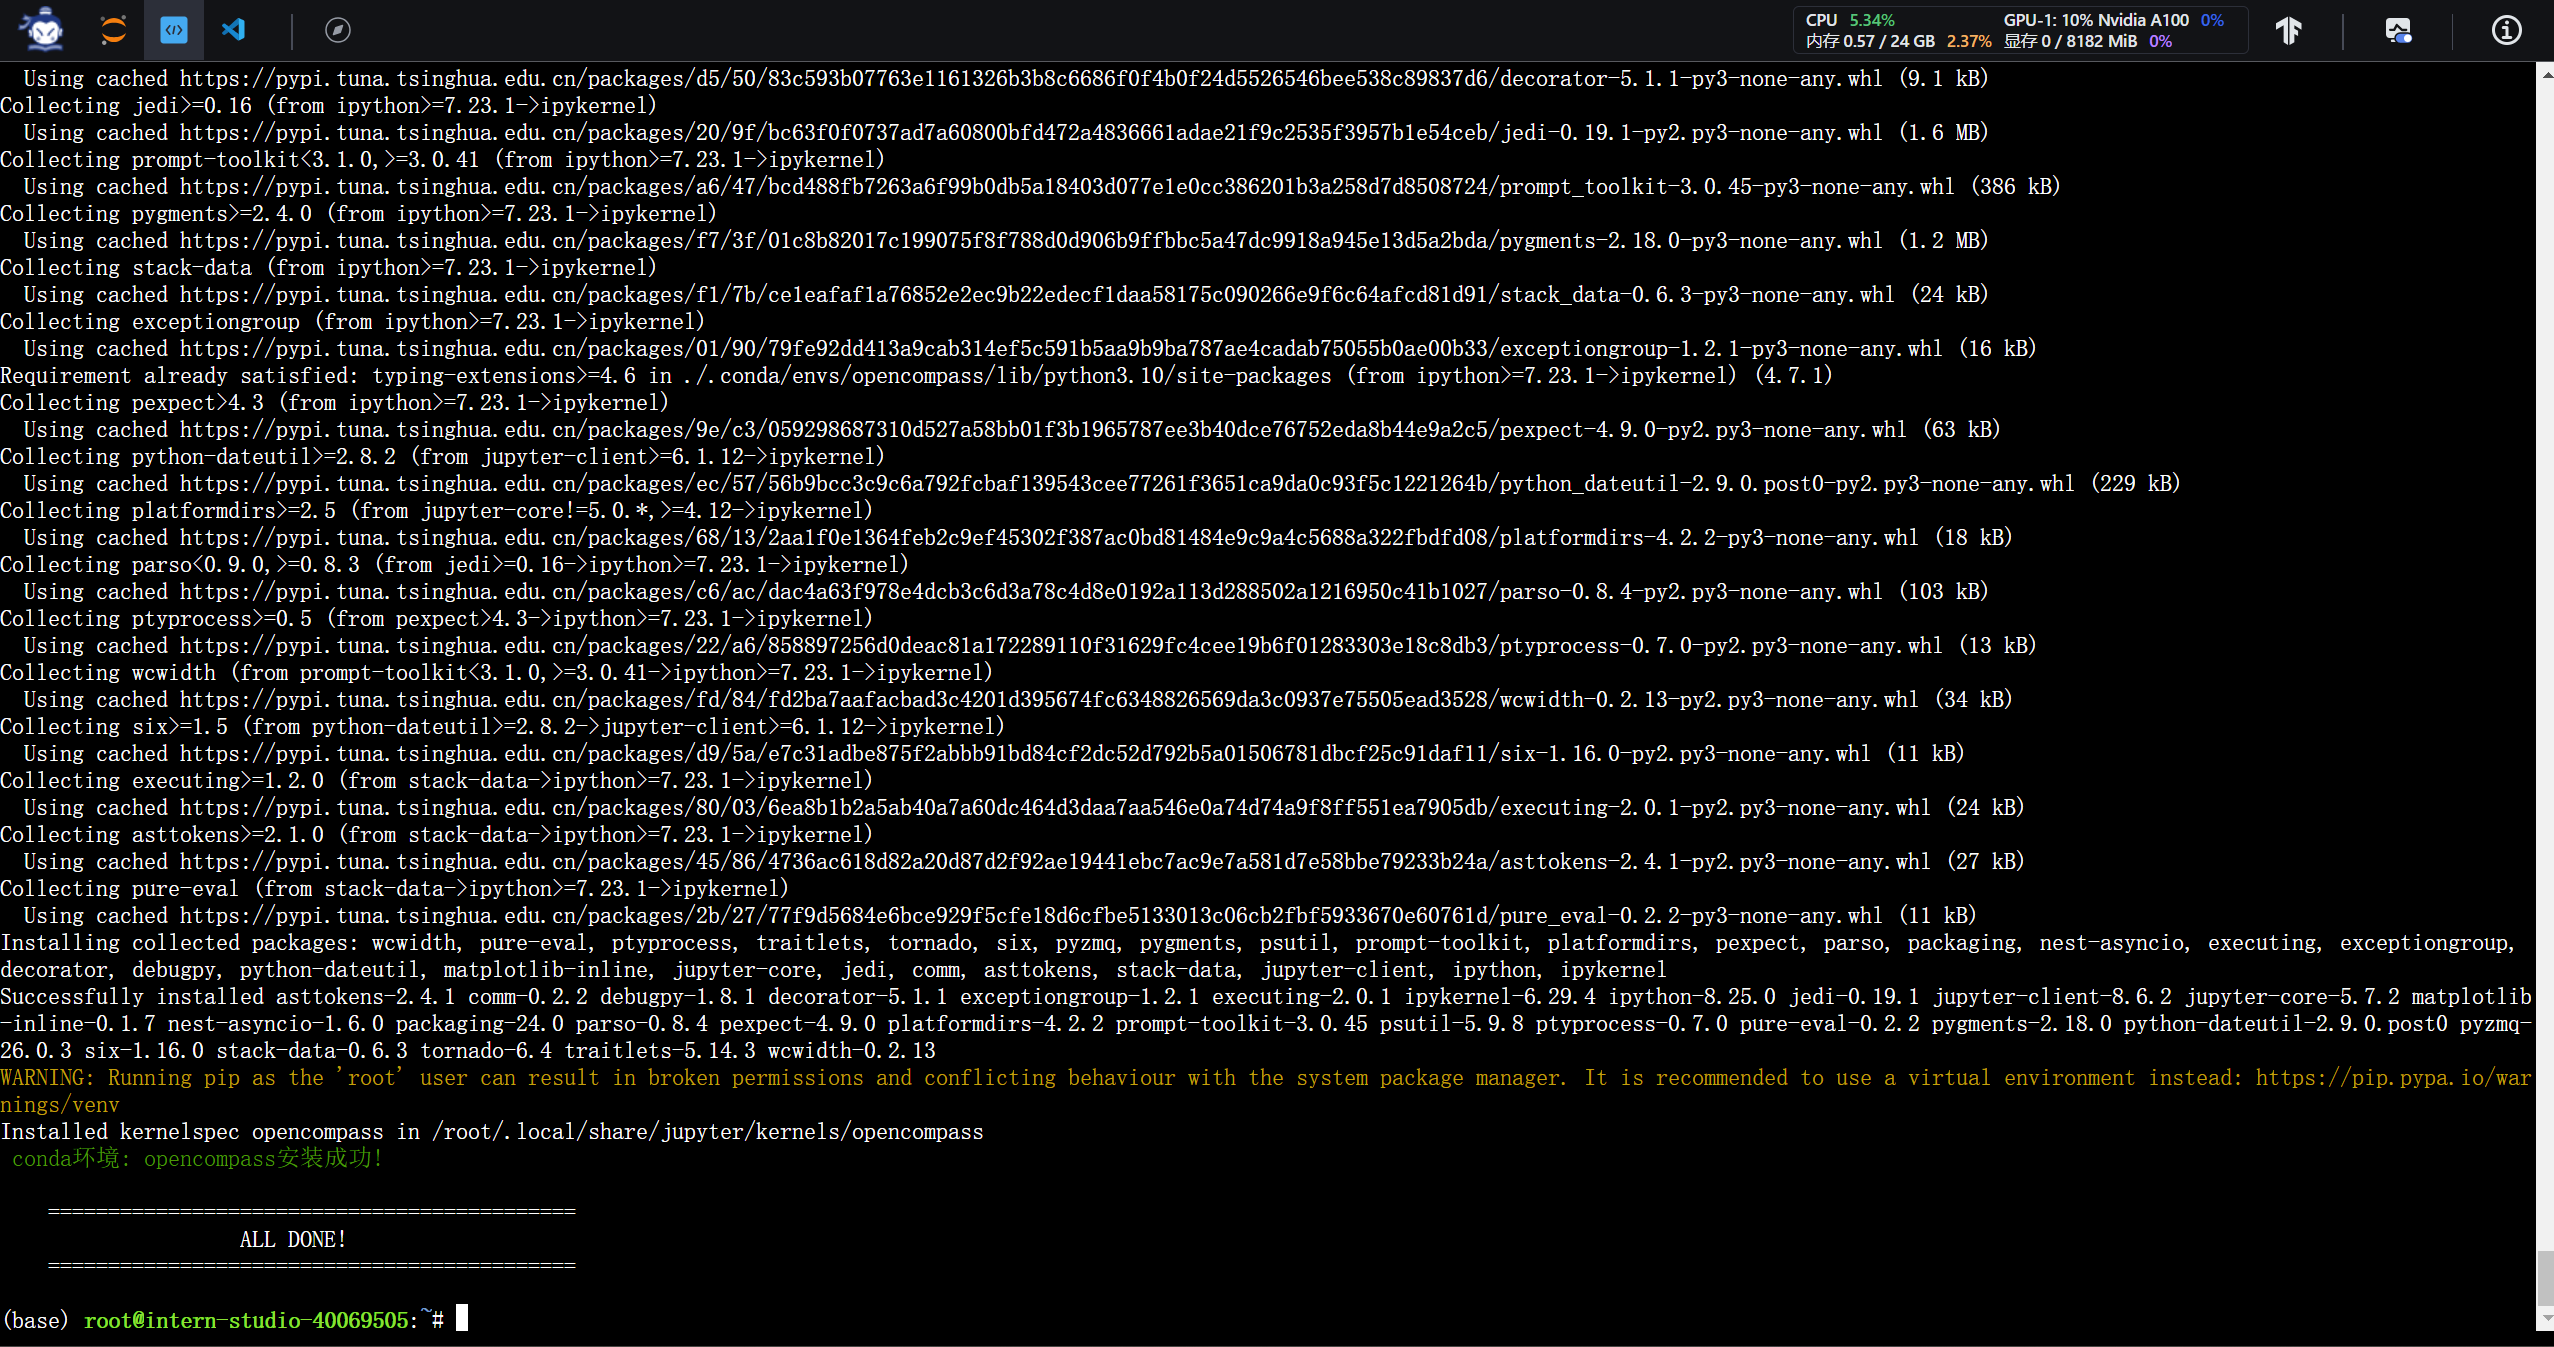 CPU 5.34% GPU-1: 10% Nvidia A100 0%
内存 0.57 / 24 GB 2.37% 显存 0 / 8182 MiB 0%
Using cached https://pypi.tuna.tsinghua.edu.cn/packages/d5/50/83c593b07763e1161326b3b8c6686f0f4b0f24d5526546bee538c89837d6/decorator-5.1.1-py3-none-any.whl (9.1 kB)
Collecting jedi>=0.16 (from ipython>=7.23.1->ipykernel)
Using cached https://pypi.tuna.tsinghua.edu.cn/packages/20/9f/bc63f0f0737ad7a60800bfd472a4836661adae21f9c2535f3957b1e54ceb/jedi-0.19.1-py2.py3-none-any.whl (1.6 MB)
Collecting prompt-toolkit<3.1.0,>=3.0.41 (from ipython>=7.23.1->ipykernel)
Using cached https://pypi.tuna.tsinghua.edu.cn/packages/a6/47/bcd488fb7263a6f99b0db5a18403d077e1e0cc386201b3a258d7d8508724/prompt_toolkit-3.0.45-py3-none-any.whl (386 kB)
Collecting pygments>=2.4.0 (from ipython>=7.23.1->ipykernel)
Using cached https://pypi.tuna.tsinghua.edu.cn/packages/f7/3f/01c8b82017c199075f8f788d0d906b9ffbbc5a47dc9918a945e13d5a2bda/pygments-2.18.0-py3-none-any.whl (1.2 MB)
Collecting stack-data (from ipython>=7.23.1->ipykernel)
Using cached https://pypi.tuna.tsinghua.edu.cn/packages/f1/7b/ce1eafaf1a76852e2ec9b22edecf1daa58175c090266e9f6c64afcd81d91/stack_data-0.6.3-py3-none-any.whl (24 kB)
Collecting exceptiongroup (from ipython>=7.23.1->ipykernel)
Using cached https://pypi.tuna.tsinghua.edu.cn/packages/01/90/79fe92dd413a9cab314ef5c591b5aa9b9ba787ae4cadab75055b0ae00b33/exceptiongroup-1.2.1-py3-none-any.whl (16 kB)
Requirement already satisfied: typing-extensions>=4.6 in ./.conda/envs/opencompass/lib/python3.10/site-packages (from ipython>=7.23.1->ipykernel) (4.7.1)
Collecting pexpect>4.3 (from ipython>=7.23.1->ipykernel)
Using cached https://pypi.tuna.tsinghua.edu.cn/packages/9e/c3/059298687310d527a58bb01f3b1965787ee3b40dce76752eda8b44e9a2c5/pexpect-4.9.0-py2.py3-none-any.whl (63 kB)
Collecting python-dateutil>=2.8.2 (from jupyter-client>=6.1.12->ipykernel)
Using cached https://pypi.tuna.tsinghua.edu.cn/packages/ec/57/56b9bcc3c9c6a792fcbaf139543cee77261f3651ca9da0c93f5c1221264b/python_dateutil-2.9.0.post0-py2.py3-none-any.whl (229 kB)
Collecting platformdirs>=2.5 (from jupyter-core!=5.0.*,>=4.12->ipykernel)
Using cached https://pypi.tuna.tsinghua.edu.cn/packages/68/13/2aa1f0e1364feb2c9ef45302f387ac0bd81484e9c9a4c5688a322fbdfd08/platformdirs-4.2.2-py3-none-any.whl (18 kB)
Collecting parso<0.9.0,>=0.8.3 (from jedi>=0.16->ipython>=7.23.1->ipykernel)
Using cached https://pypi.tuna.tsinghua.edu.cn/packages/c6/ac/dac4a63f978e4dcb3c6d3a78c4d8e0192a113d288502a1216950c41b1027/parso-0.8.4-py2.py3-none-any.whl (103 kB)
Collecting ptyprocess>=0.5 (from pexpect>4.3->ipython>=7.23.1->ipykernel)
Using cached https://pypi.tuna.tsinghua.edu.cn/packages/22/a6/858897256d0deac81a172289110f31629fc4cee19b6f01283303e18c8db3/ptyprocess-0.7.0-py2.py3-none-any.whl (13 kB)
Collecting wcwidth (from prompt-toolkit<3.1.0,>=3.0.41->ipython>=7.23.1->ipykernel)
Using cached https://pypi.tuna.tsinghua.edu.cn/packages/fd/84/fd2ba7aafacbad3c4201d395674fc6348826569da3c0937e75505ead3528/wcwidth-0.2.13-py2.py3-none-any.whl (34 kB)
Collecting six>=1.5 (from python-dateutil>=2.8.2->jupyter-client>=6.1.12->ipykernel)
Using cached https://pypi.tuna.tsinghua.edu.cn/packages/d9/5a/e7c31adbe875f2abbb91bd84cf2dc52d792b5a01506781dbcf25c91daf11/six-1.16.0-py2.py3-none-any.whl (11 kB)
Collecting executing>=1.2.0 (from stack-data->ipython>=7.23.1->ipykernel)
Using cached https://pypi.tuna.tsinghua.edu.cn/packages/80/03/6ea8b1b2a5ab40a7a60dc464d3daa7aa546e0a74d74a9f8ff551ea7905db/executing-2.0.1-py2.py3-none-any.whl (24 kB)
Collecting asttokens>=2.1.0 (from stack-data->ipython>=7.23.1->ipykernel)
Using cached https://pypi.tuna.tsinghua.edu.cn/packages/45/86/4736ac618d82a20d87d2f92ae19441ebc7ac9e7a581d7e58bbe79233b24a/asttokens-2.4.1-py2.py3-none-any.whl (27 kB)
Collecting pure-eval (from stack-data->ipython>=7.23.1->ipykernel)
Using cached https://pypi.tuna.tsinghua.edu.cn/packages/2b/27/77f9d5684e6bce929f5cfe18d6cfbe5133013c06cb2fbf5933670e60761d/pure_eval-0.2.2-py3-none-any.whl (11 kB)
Installing collected packages: wcwidth, pure-eval, ptyprocess, traitlets, tornado, six, pyzmq, pygments, psutil, prompt-toolkit, platformdirs, pexpect, parso, packaging, nest-asyncio, executing, exceptiongroup,
decorator, debugpy, python-dateutil, matplotlib-inline, jupyter-core, jedi, comm, asttokens, stack-data, jupyter-client, ipython, ipykernel
Successfully installed asttokens-2.4.1 comm-0.2.2 debugpy-1.8.1 decorator-5.1.1 exceptiongroup-1.2.1 executing-2.0.1 ipykernel-6.29.4 ipython-8.25.0 jedi-0.19.1 jupyter-client-8.6.2 jupyter-core-5.7.2 matplotlib
-inline-0.1.7 nest-asyncio-1.6.0 packaging-24.0 parso-0.8.4 pexpect-4.9.0 platformdirs-4.2.2 prompt-toolkit-3.0.45 psutil-5.9.8 ptyprocess-0.7.0 pure-eval-0.2.2 pygments-2.18.0 python-dateutil-2.9.0.post0 pyzmq-
26.0.3 six-1.16.0 stack-data-0.6.3 tornado-6.4 traitlets-5.14.3 wcwidth-0.2.13
WARNING: Running pip as the 'root' user can result in broken permissions and conflicting behaviour with the system package manager. It is recommended to use a virtual environment instead: https://pip.pypa.io/war
nings/venv
Installed kernelspec opencompass in /root/.local/share/jupyter/kernels/opencompass
conda环境: opencompass安装成功!
============================================
ALL DONE!
============================================
(base) root@intern-studio-40069505:~#